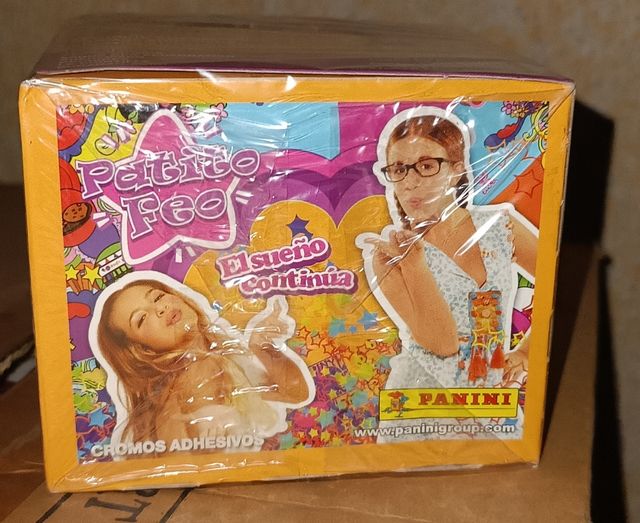 Patito
Feo
El sueño
continúa
PANINI
www.paninigroup.com
CROMOS ADHESIVOS